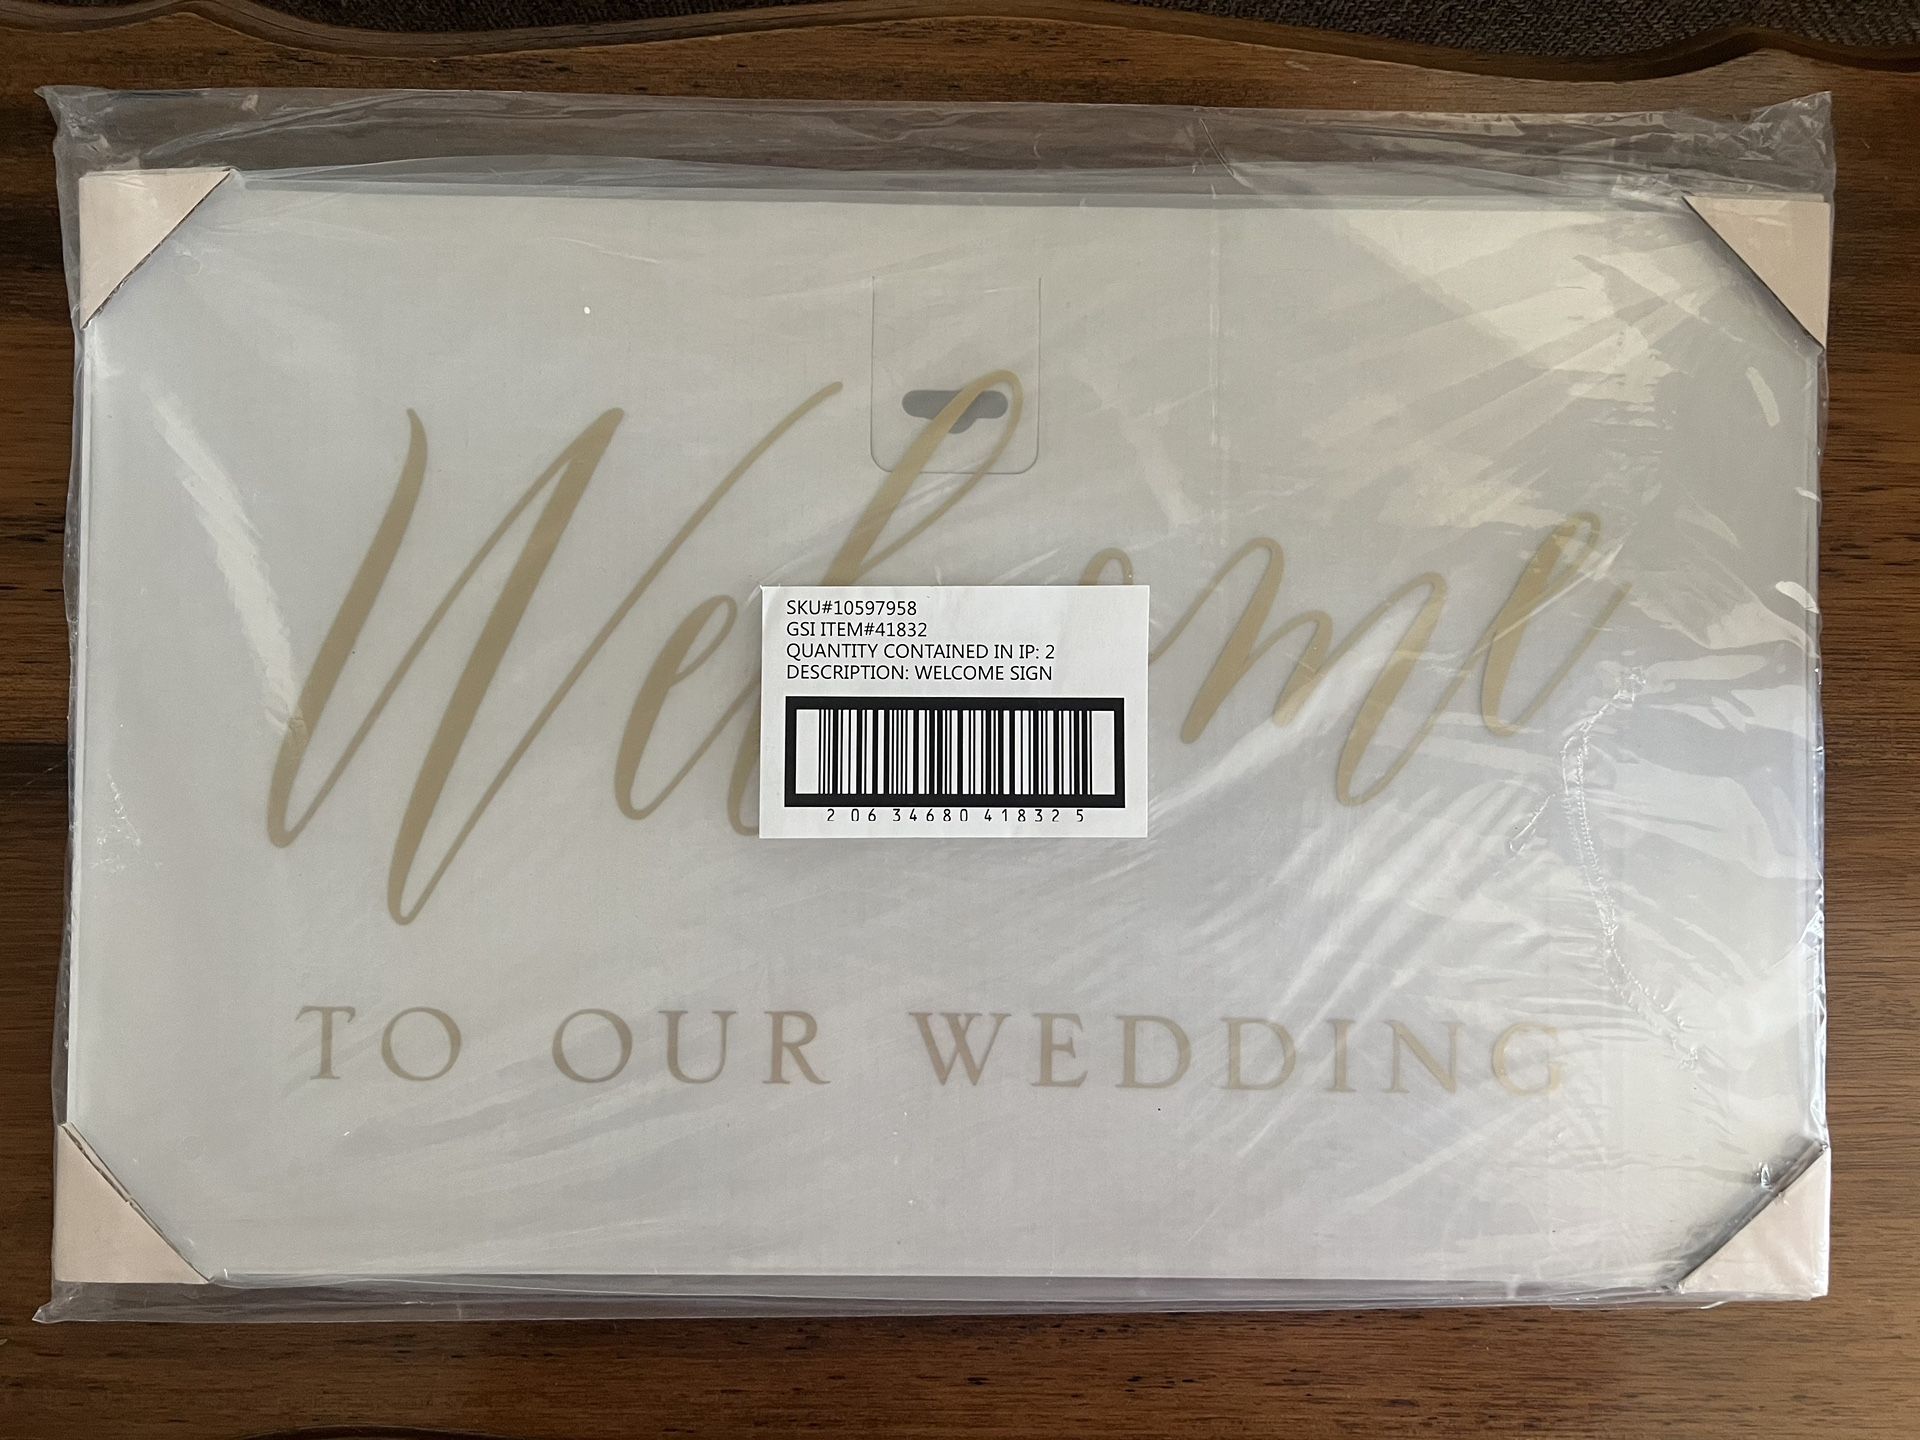 Welcome
SKU#10597958
GSI ITEM#41832
QUANTITY CONTAINED IN IP: 2
DESCRIPTION: WELCOME SIGN
2 06 34680 41832 5
TO OUR WEDDING